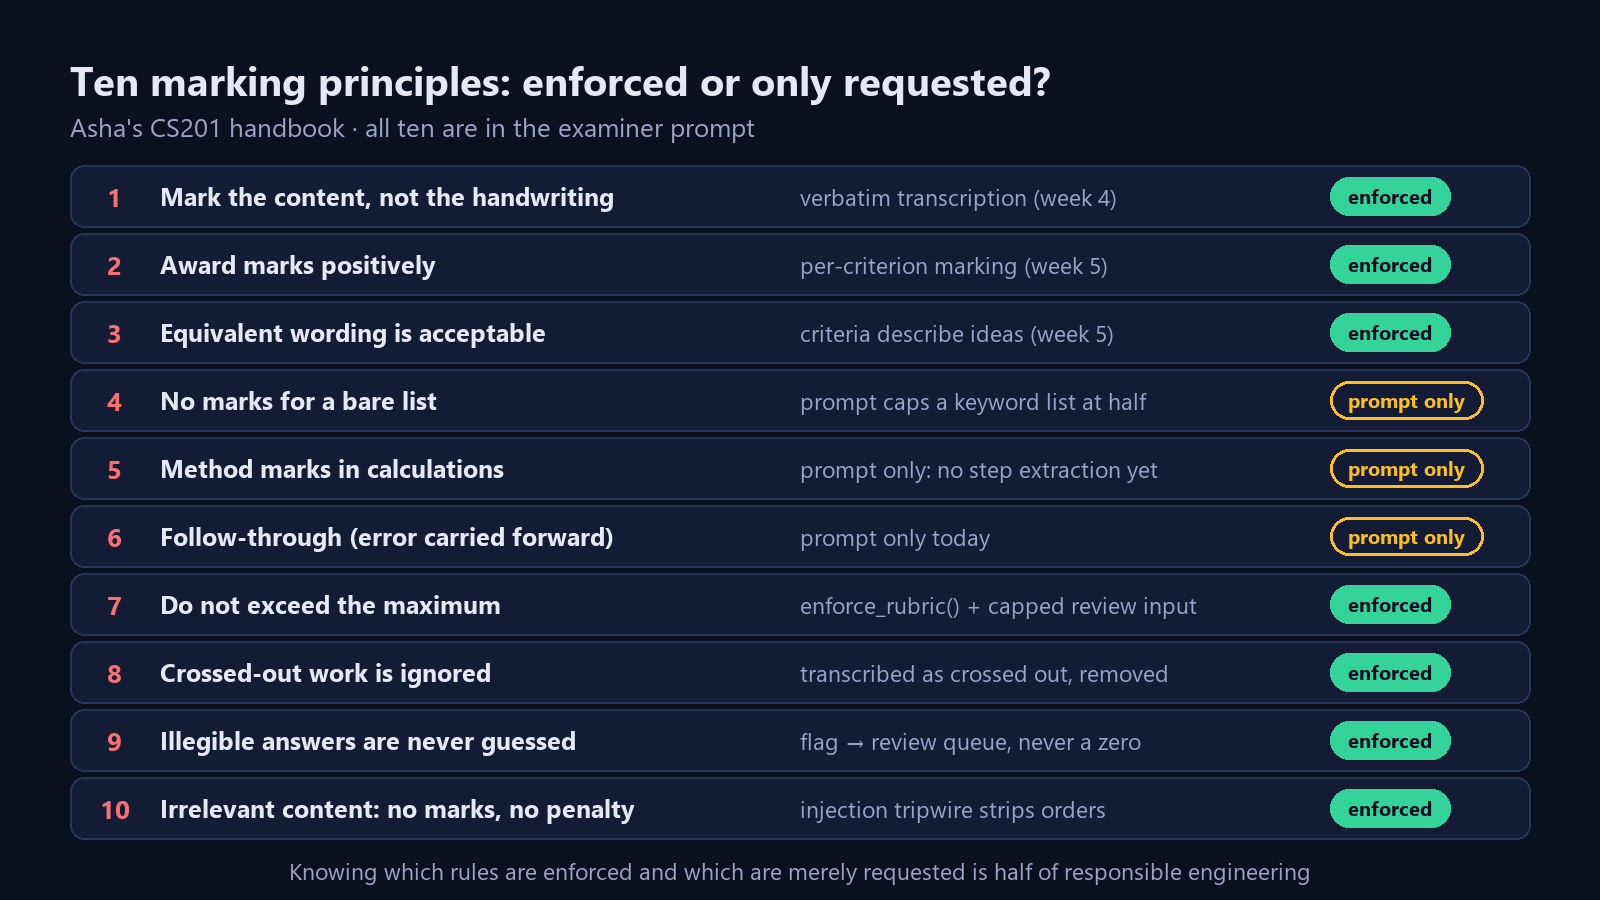 Ten marking principles: enforced or only requested?
Asha's CS201 handbook · all ten are in the examiner prompt
1 Mark the content, not the handwriting verbatim transcription (week 4) enforced
2 Award marks positively per-criterion marking (week 5) enforced
3 Equivalent wording is acceptable criteria describe ideas (week 5) enforced
4 No marks for a bare list prompt caps a keyword list at half prompt only
5 Method marks in calculations prompt only: no step extraction yet prompt only
6 Follow-through (error carried forward) prompt only today prompt only
7 Do not exceed the maximum enforce_rubric() + capped review input enforced
8 Crossed-out work is ignored transcribed as crossed out, removed enforced
9 Illegible answers are never guessed flag → review queue, never a zero enforced
10 Irrelevant content: no marks, no penalty injection tripwire strips orders enforced
Knowing which rules are enforced and which are merely requested is half of responsible engineering